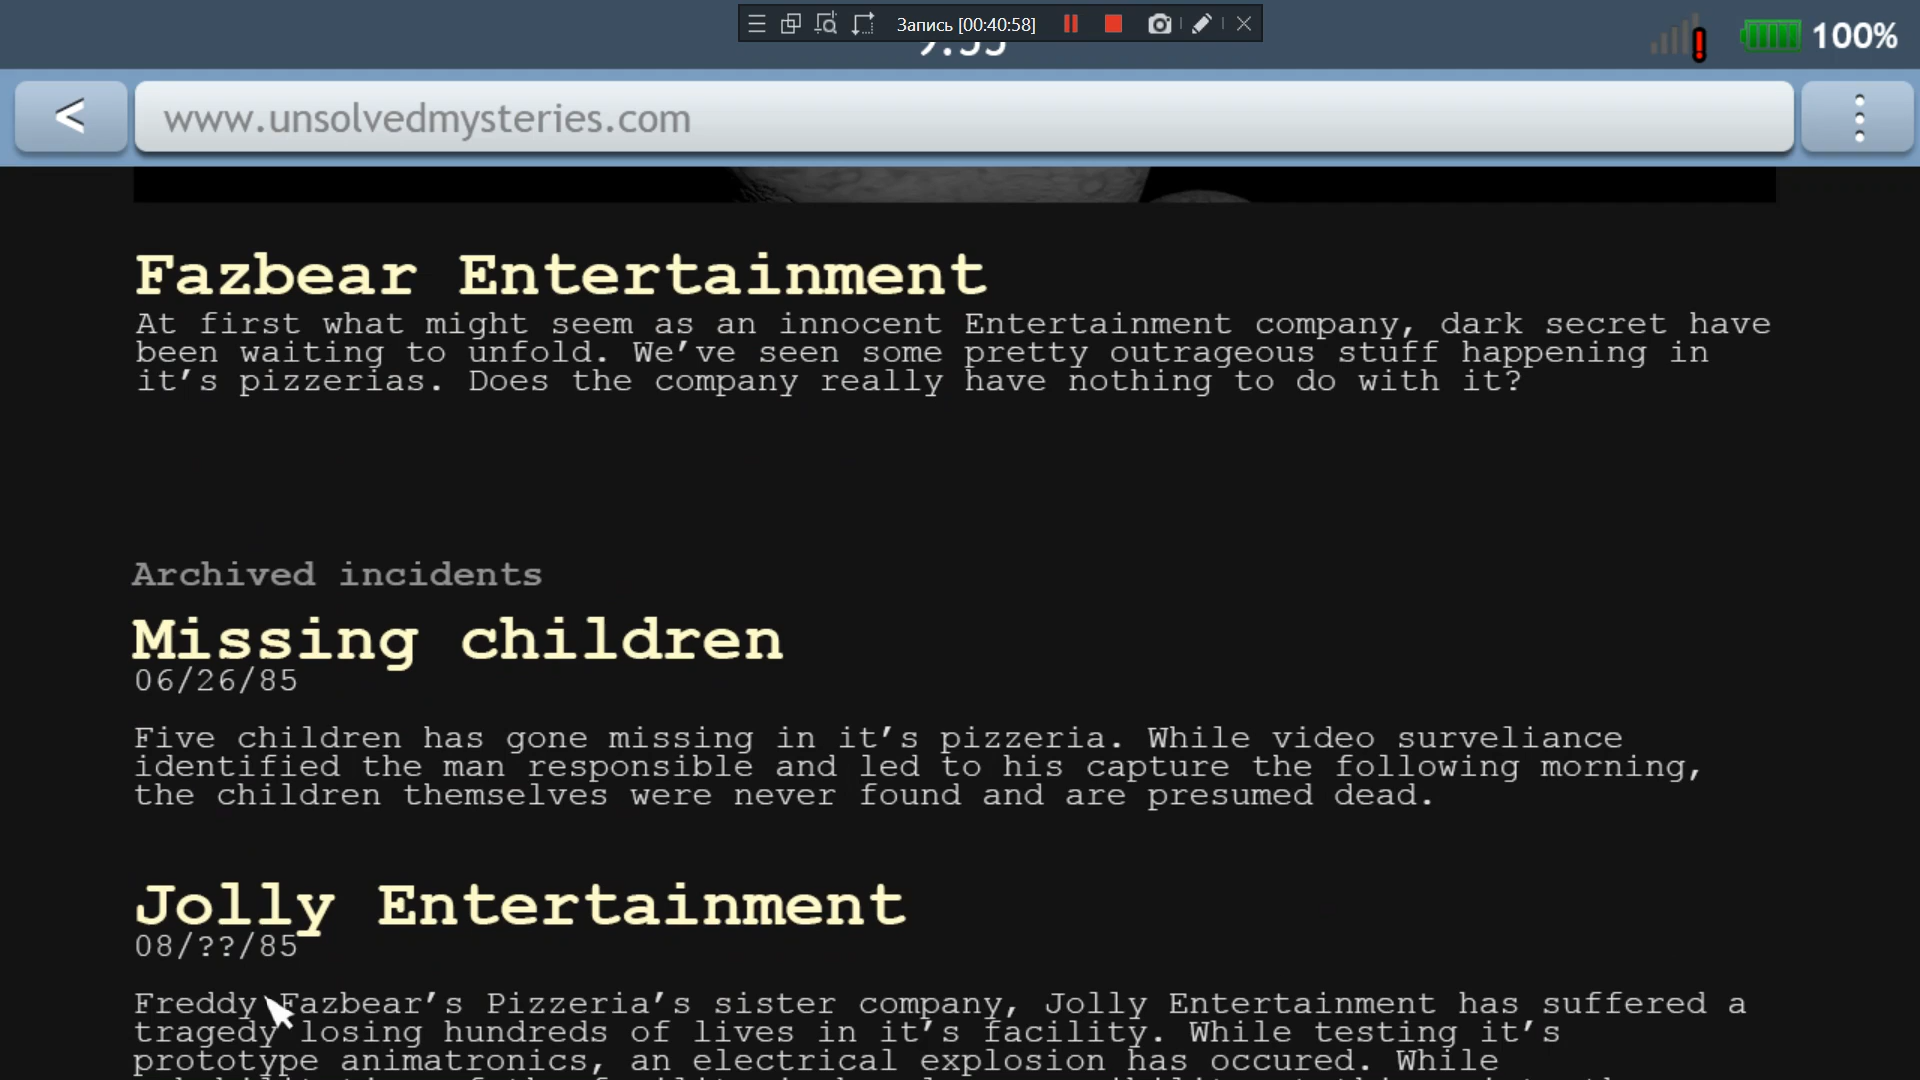 Запись [00:40:58]
100%
<
www.unsolvedmysteries.com
Fazbear Entertainment
At first what might seem as an innocent Entertainment company, dark secret have
been waiting to unfold. We’ve seen some pretty outrageous stuff happening in
it’s pizzerias. Does the company really have nothing to do with it?
Archived incidents
Missing children
06/26/85
Five children has gone missing in it’s pizzeria. While video surveliance
identified the man responsible and led to his capture the following morning,
the children themselves were never found and are presumed dead.
Jolly Entertainment
08/??/85
Freddy Fazbear’s Pizzeria’s sister company, Jolly Entertainment has suffered a
tragedy losing hundreds of lives in it’s facility. While testing it’s
prototype animatronics, an electrical explosion has occured. While